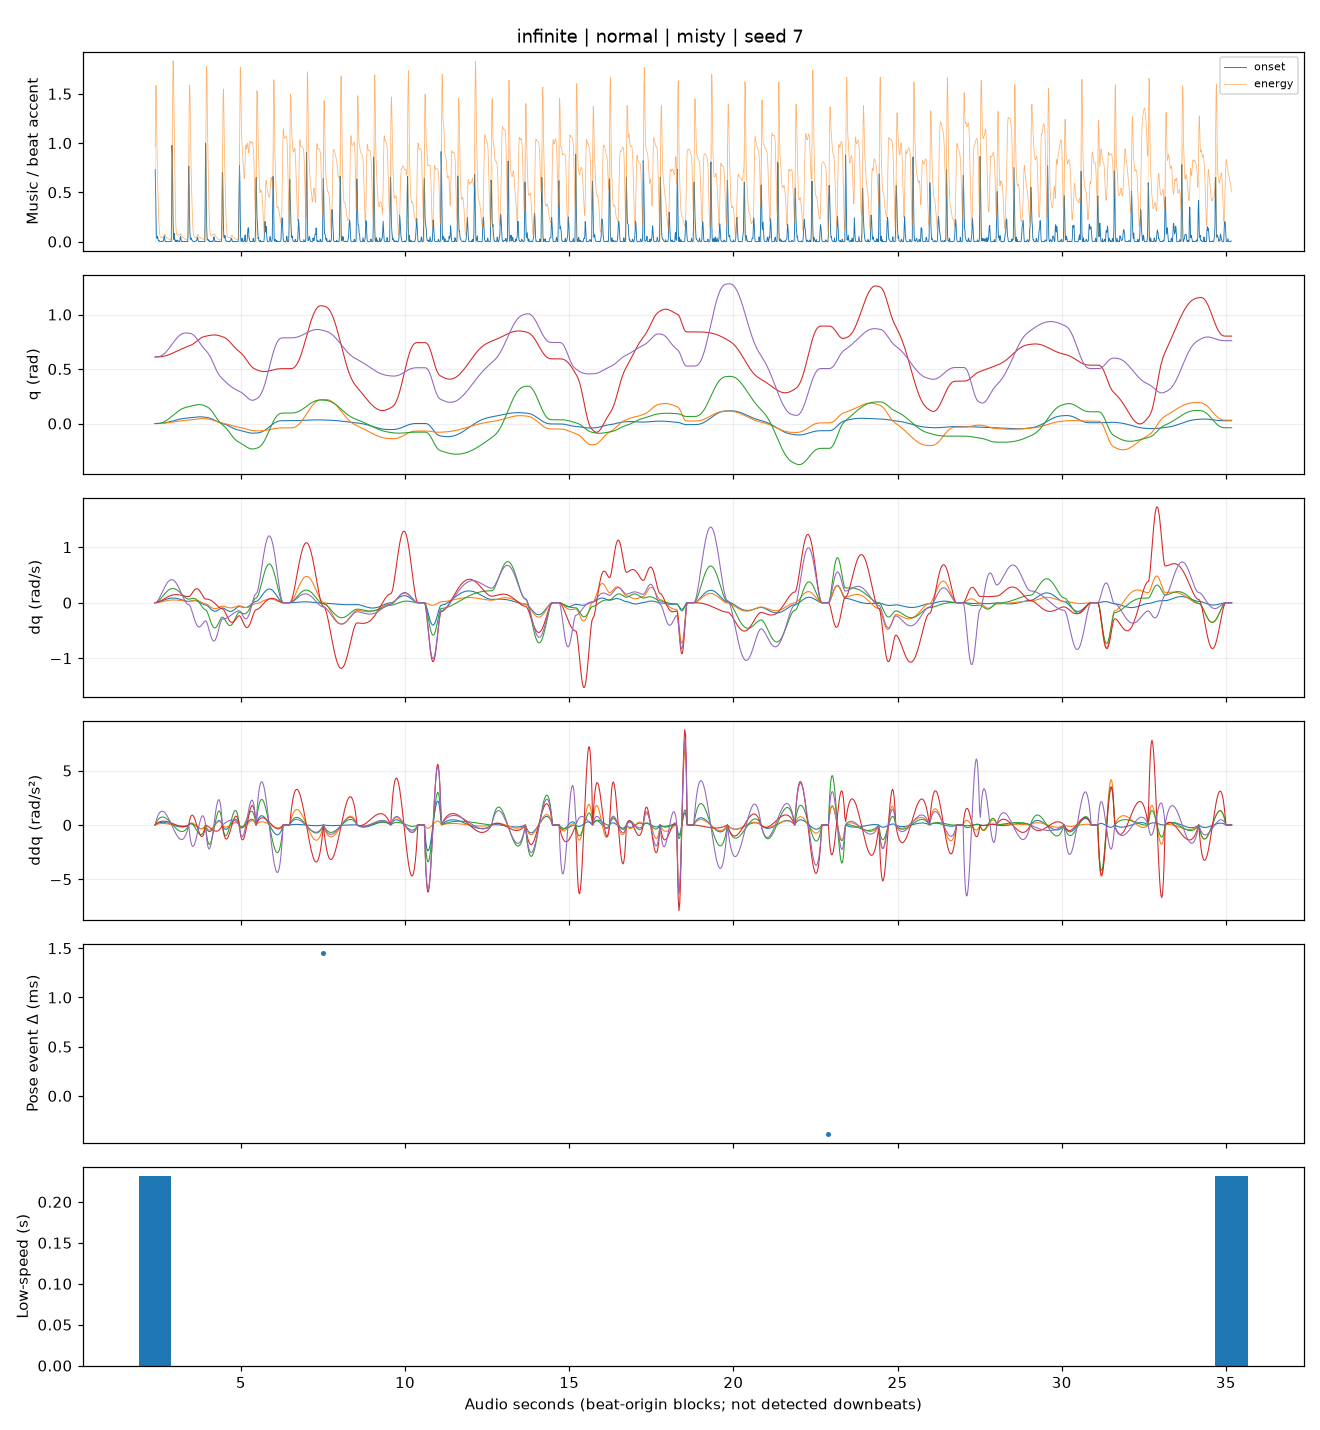 infinite | normal | misty | seed 7
Music / beat accent
1.5
1.0
0.5
0.0
onset
energy
q (rad)
1.0
0.5
0.0
dq (rad/s)
1
0
−1
ddq (rad/s²)
5
0
−5
Pose event Δ (ms)
1.5
1.0
0.5
0.0
Low-speed (s)
0.20
0.15
0.10
0.05
0.00
5 10 15 20 25 30 35
Audio seconds (beat-origin blocks; not detected downbeats)